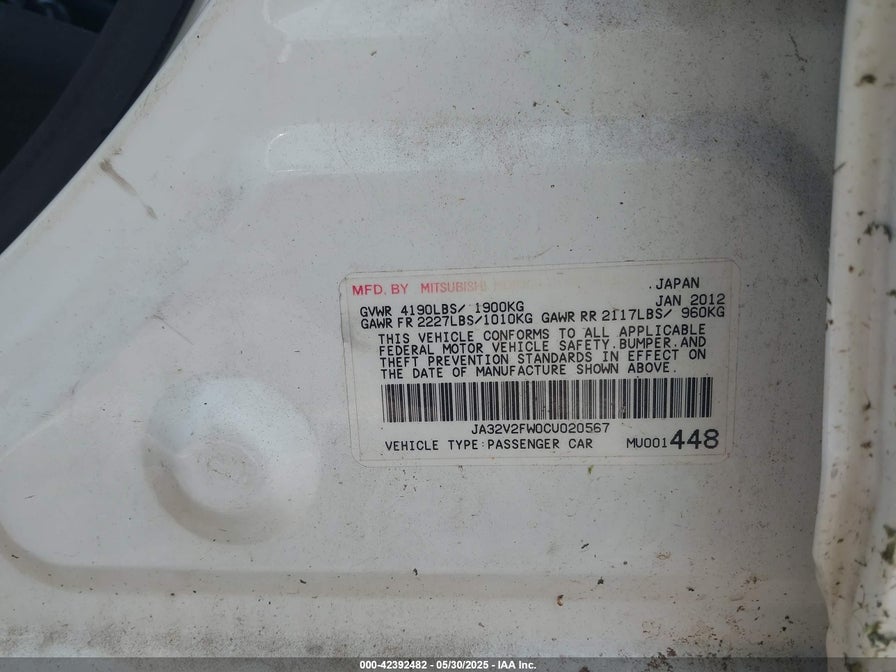 MFD. BY MITSUBISHI JAPAN
JAN 2012
GVWR 4190LBS/ 1900KG
GAWR FR 2227LBS/1010KG GAWR RR 2117LBS/ 960KG
THIS VEHICLE CONFORMS TO ALL APPLICABLE
FEDERAL MOTOR VEHICLE SAFETY, BUMPER, AND
THEFT PREVENTION STANDARDS IN EFFECT ON
THE DATE OF MANUFACTURE SHOWN ABOVE.
JA32V2FW0CU020567
VEHICLE TYPE:PASSENGER CAR MU001448
000-42392482 - 05/30/2025 - IAA Inc.